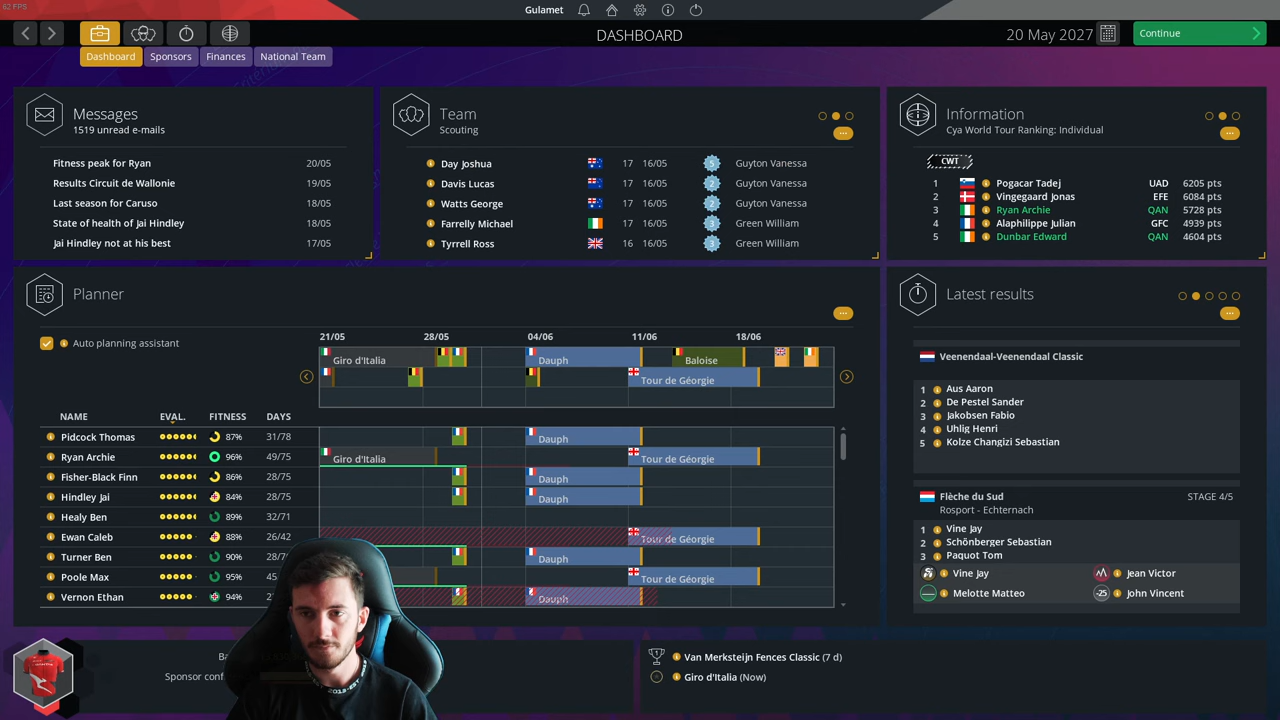 62 FPS
Gulamet
DASHBOARD
20 May 2027
Continue
Dashboard
Sponsors
Finances
National Team
Messages
1519 unread e-mails
Fitness peak for Ryan 20/05
Results Circuit de Wallonie 19/05
Last season for Caruso 18/05
State of health of Jai Hindley 18/05
Jai Hindley not at his best 17/05
Team
Scouting
Day Joshua 17 16/05 5 Guyton Vanessa
Davis Lucas 17 16/05 2 Guyton Vanessa
Watts George 17 16/05 2 Guyton Vanessa
Farrelly Michael 17 16/05 3 Green William
Tyrrell Ross 16 16/05 3 Green William
Information
Cya World Tour Ranking: Individual
CWT
1 Pogacar Tadej UAD 6205 pts
2 Vingegaard Jonas EFE 6084 pts
3 Ryan Archie QAN 5728 pts
4 Alaphilippe Julian GFC 4939 pts
5 Dunbar Edward QAN 4604 pts
Planner
Auto planning assistant
21/05 28/05 04/06 11/06 18/06
Giro d'Italia Dauph Baloise
Tour de Géorgie
NAME EVAL. FITNESS DAYS
Pidcock Thomas 87% 31/78 Dauph
Ryan Archie 96% 49/75 Giro d'Italia Tour de Géorgie
Fisher-Black Finn 86% 28/75 Dauph
Hindley Jai 84% 28/75 Dauph
Healy Ben 89% 32/71
Ewan Caleb 88% 26/42 Tour de Géorgie
Turner Ben 90% Dauph
Poole Max 95% Tour de Géorgie
Vernon Ethan 94% Dauph
Latest results
Veenendaal-Veenendaal Classic
1 Aus Aaron
2 De Pestel Sander
3 Jakobsen Fabio
4 Uhlig Henri
5 Kolze Changizi Sebastian
Flèche du Sud STAGE 4/5
Rosport - Echternach
1 Vine Jay
2 Schönberger Sebastian
3 Paquot Tom
Vine Jay Jean Victor
Melotte Matteo -25 John Vincent
Sponsor
Van Merksteijn Fences Classic (7 d)
Giro d'Italia (Now)